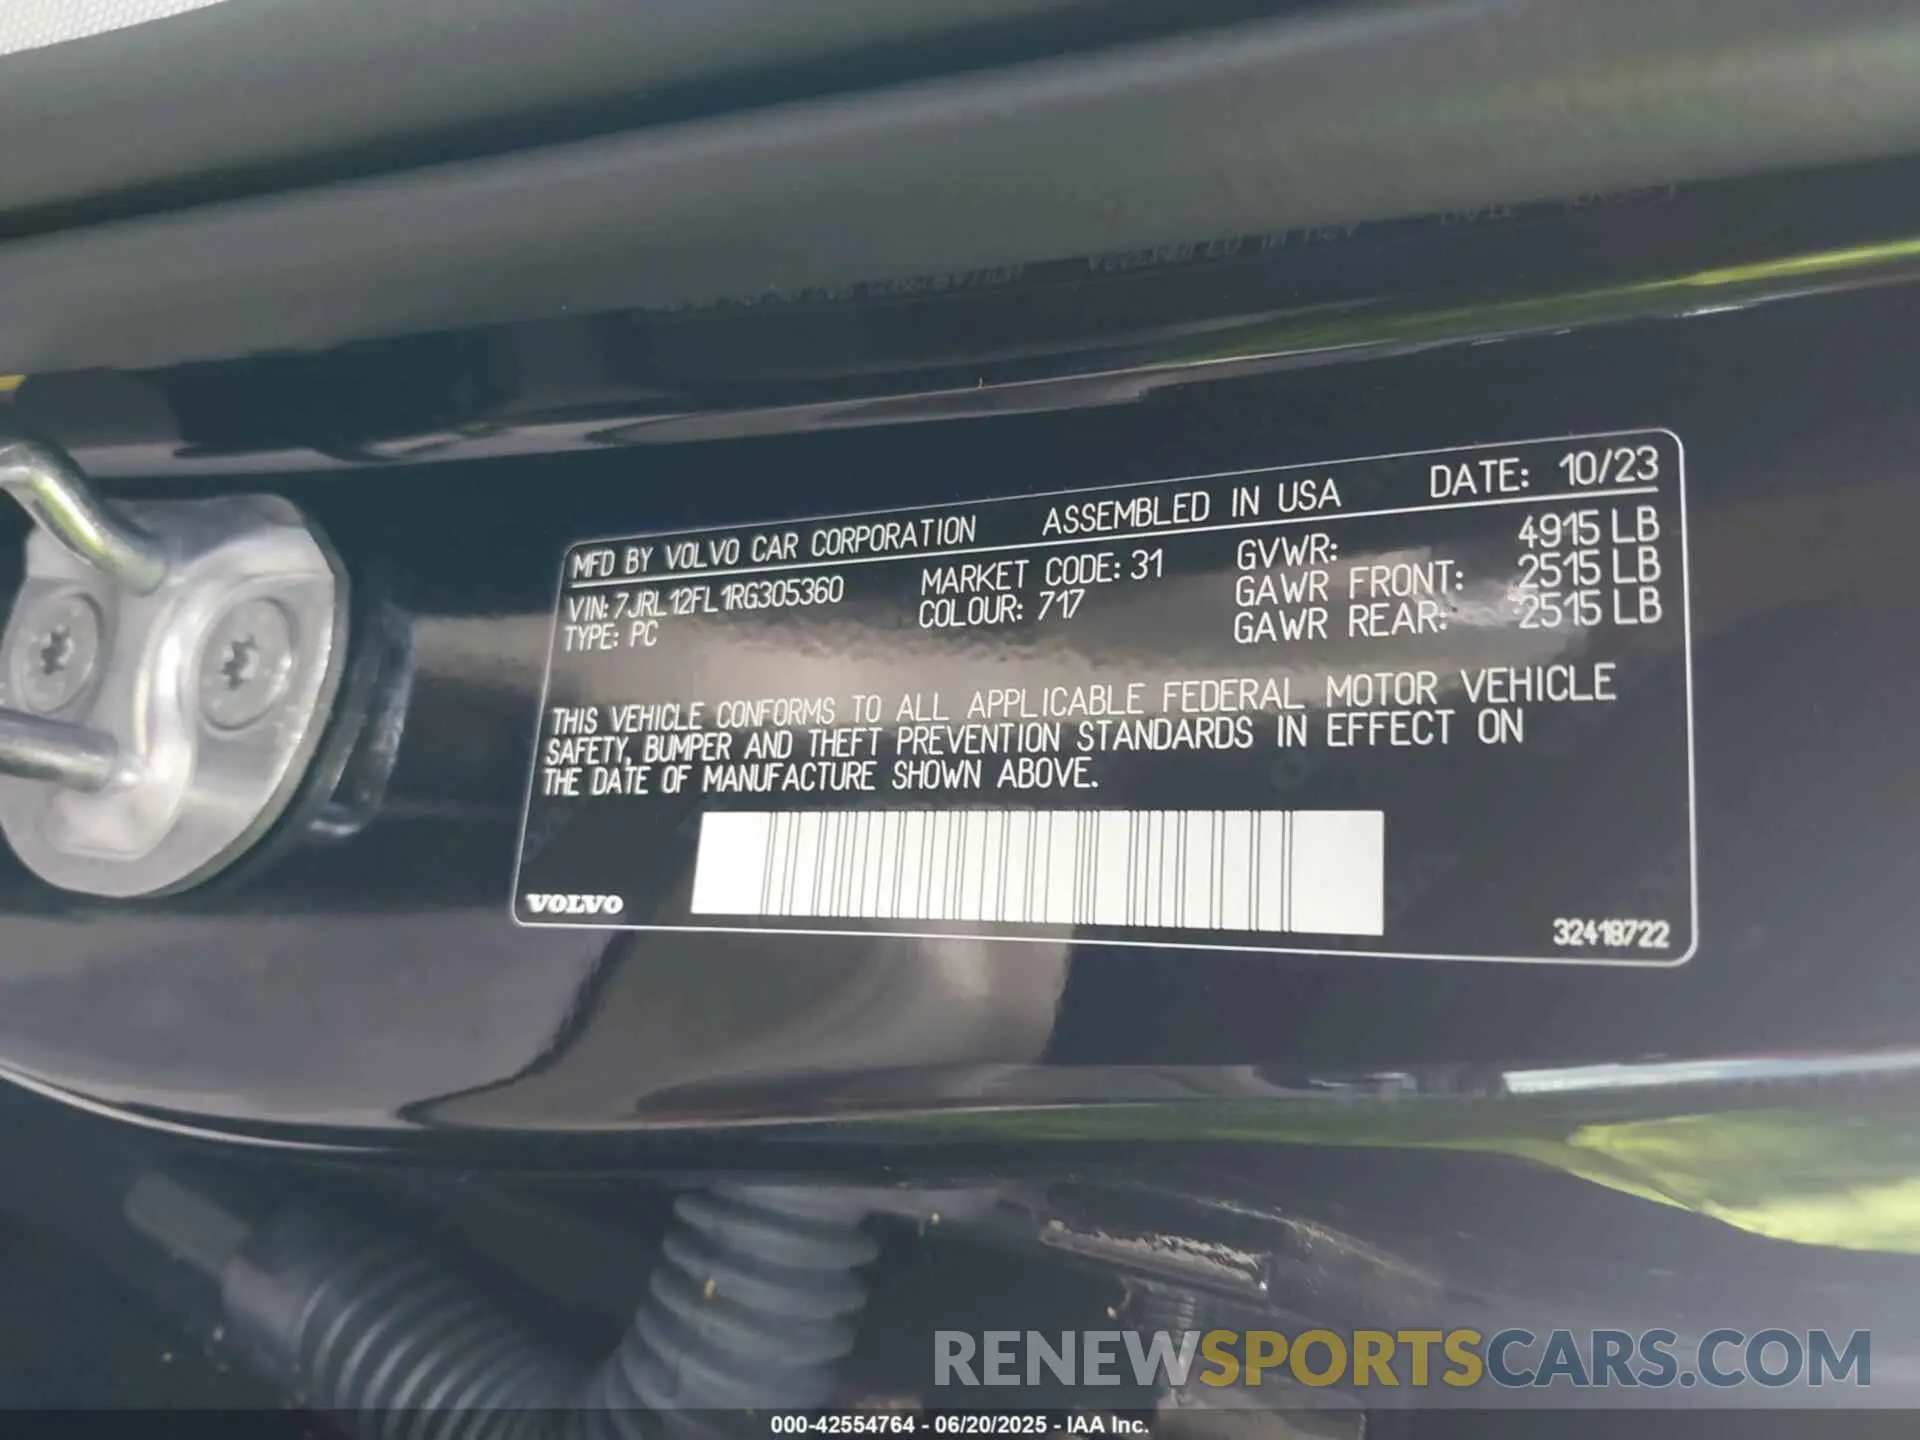 MFD BY VOLVO CAR CORPORATION ASSEMBLED IN USA DATE: 10/23
VIN: 7JRL12FL1RG305360 MARKET CODE: 31 GVWR: 4915 LB
TYPE: PC COLOUR: 717 GAWR FRONT: 2515 LB
GAWR REAR: 2515 LB
THIS VEHICLE CONFORMS TO ALL APPLICABLE FEDERAL MOTOR VEHICLE
SAFETY, BUMPER AND THEFT PREVENTION STANDARDS IN EFFECT ON
THE DATE OF MANUFACTURE SHOWN ABOVE.
VOLVO
32418722
RENEWSPORTSCARS.COM
000-42554764 - 06/20/2025 - IAA Inc.